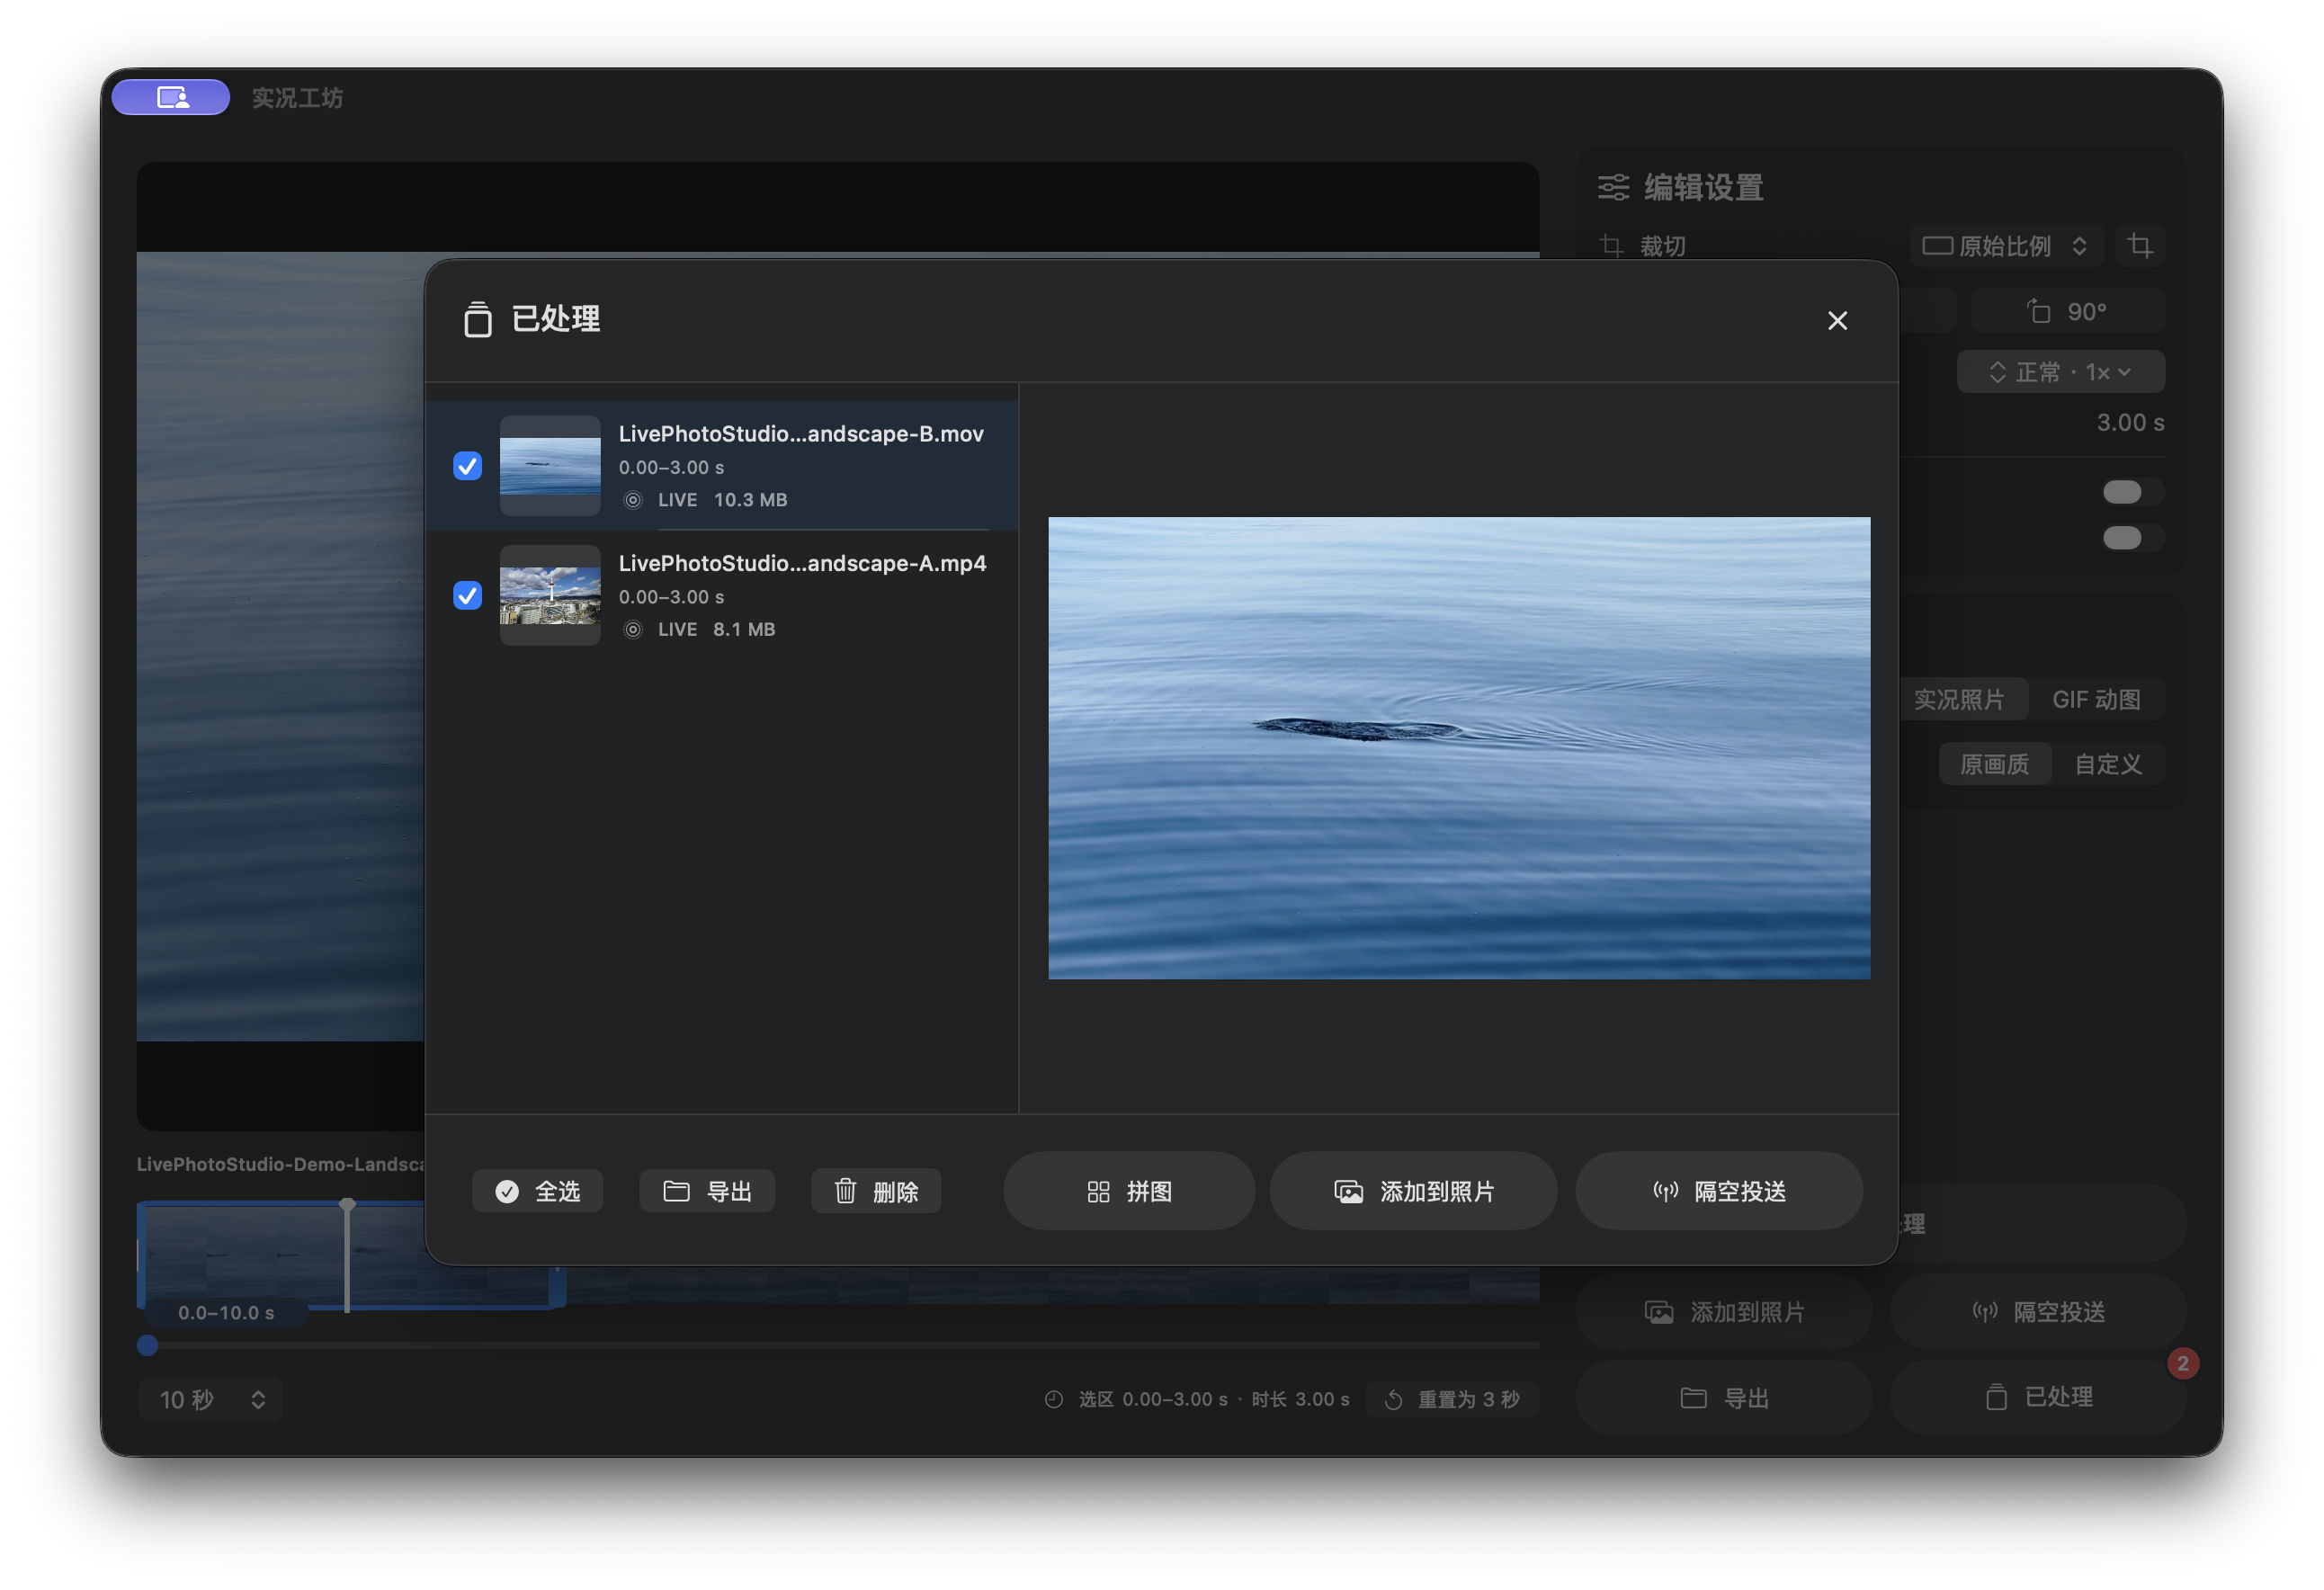 实况工坊
编辑设置
裁切
原始比例
90°
正常 · 1×
3.00 s
实况照片
GIF 动图
原画质
自定义
已处理
LivePhotoStudio...andscape-B.mov
0.00–3.00 s
LIVE 10.3 MB
LivePhotoStudio...andscape-A.mp4
0.00–3.00 s
LIVE 8.1 MB
全选
导出
删除
拼图
添加到照片
隔空投送
LivePhotoStudio-Demo-Landsca
0.0–10.0 s
10 秒
选区 0.00–3.00 s · 时长 3.00 s
重置为 3 秒
理
添加到照片
隔空投送
导出
已处理
2